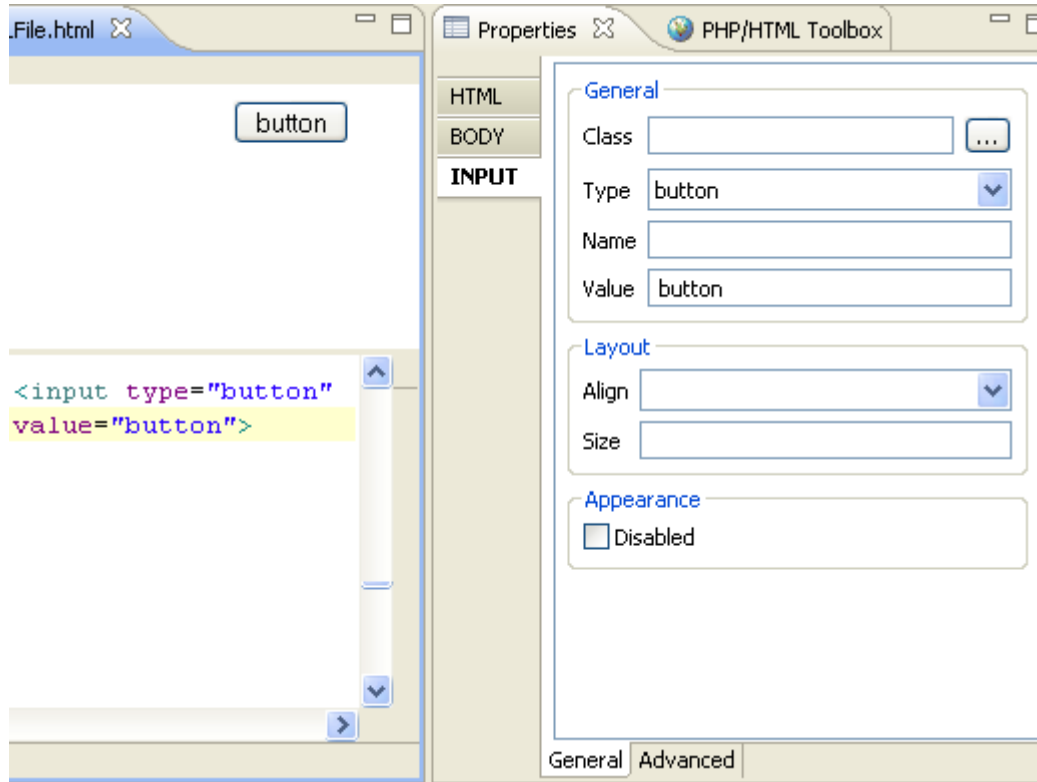 File.html
button
<input type="button"
value="button">
Properties
PHP/HTML Toolbox
HTML
BODY
INPUT
General
Class
...
Type button
Name
Value button
Layout
Align
Size
Appearance
Disabled
General Advanced